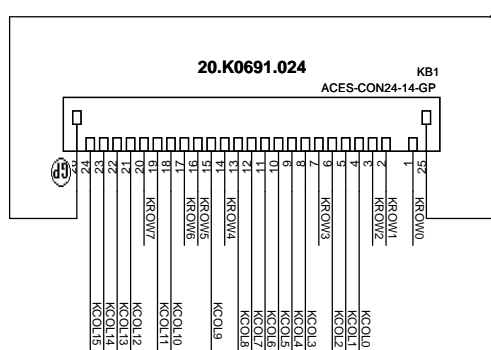 20.K0691.024
KB1
ACES-CON24-14-GP
GP
26
24
23
22
21
20
19
18
17
16
15
14
13
12
11
10
9
8
7
6
5
4
3
2
1
25
KROW7
KROW6
KROW5
KROW4
KROW3
KROW2
KROW1
KROW0
KCOL15
KCOL14
KCOL13
KCOL12
KCOL11
KCOL10
KCOL9
KCOL8
KCOL7
KCOL6
KCOL5
KCOL4
KCOL3
KCOL2
KCOL1
KCOL0